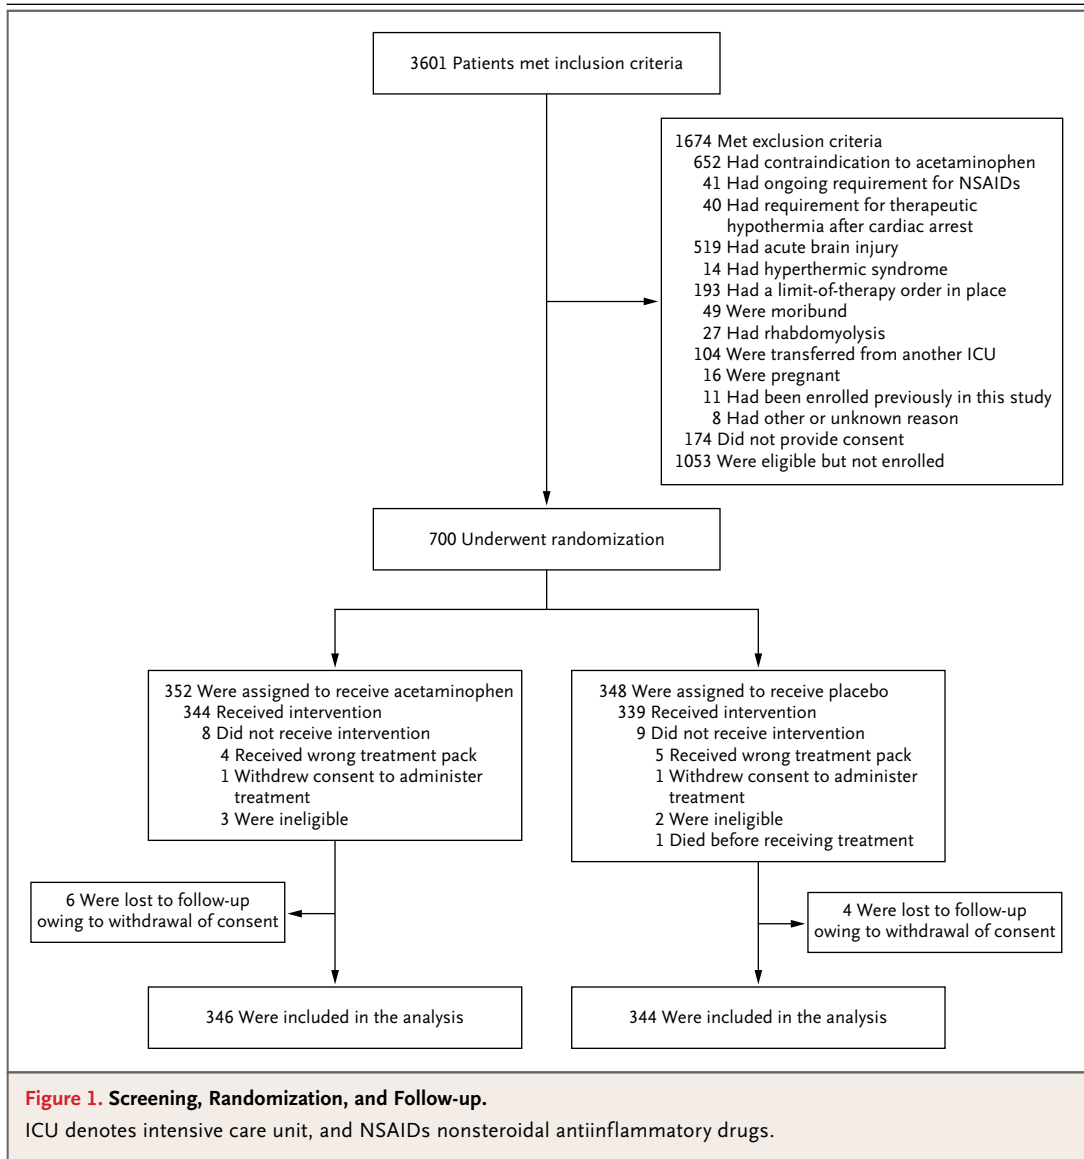 3601 Patients met inclusion criteria
1674 Met exclusion criteria
652 Had contraindication to acetaminophen
41 Had ongoing requirement for NSAIDs
40 Had requirement for therapeutic
hypothermia after cardiac arrest
519 Had acute brain injury
14 Had hyperthermic syndrome
193 Had a limit-of-therapy order in place
49 Were moribund
27 Had rhabdomyolysis
104 Were transferred from another ICU
16 Were pregnant
11 Had been enrolled previously in this study
8 Had other or unknown reason
174 Did not provide consent
1053 Were eligible but not enrolled
700 Underwent randomization
352 Were assigned to receive acetaminophen
344 Received intervention
8 Did not receive intervention
4 Received wrong treatment pack
1 Withdrew consent to administer
treatment
3 Were ineligible
348 Were assigned to receive placebo
339 Received intervention
9 Did not receive intervention
5 Received wrong treatment pack
1 Withdrew consent to administer
treatment
2 Were ineligible
1 Died before receiving treatment
6 Were lost to follow-up
owing to withdrawal of consent
4 Were lost to follow-up
owing to withdrawal of consent
346 Were included in the analysis
344 Were included in the analysis
Figure 1. Screening, Randomization, and Follow-up.
ICU denotes intensive care unit, and NSAIDs nonsteroidal antiinflammatory drugs.